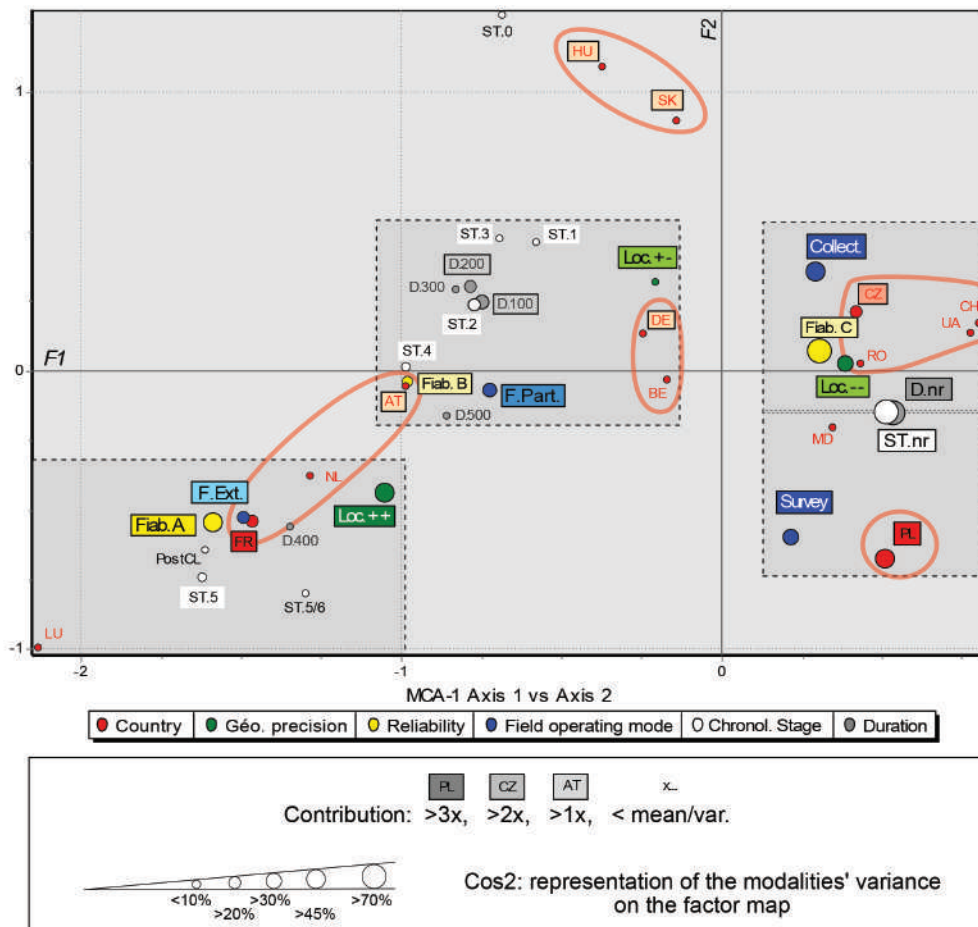 ST.0
F2
HU
1
SK
ST.3
ST.1
Collect.
D.200
Loc. + -
D.300
D.100
CZ
CH
ST.2
DE
Fiab. C
UA
F1
ST.4
RO
0
Fiab. B
AT
F.Part.
BE
Loc. - -
D.nr
D.500
MD
ST.nr
NL
F.Ext.
Survey
Fiab. A
Loc. + +
PL
FR
D.400
PostCL
ST.5
ST.5/6
LU
-1
-2
-1
0
MCA-1 Axis 1 vs Axis 2
Country
Géo. precision
Reliability
Field operating mode
Chronol. Stage
Duration
PL
CZ
AT
x...
Contribution: >3x, >2x, >1x, < mean/var.
<10%
>20%
>30%
>45%
>70%
Cos2: representation of the modalities' variance
on the factor map